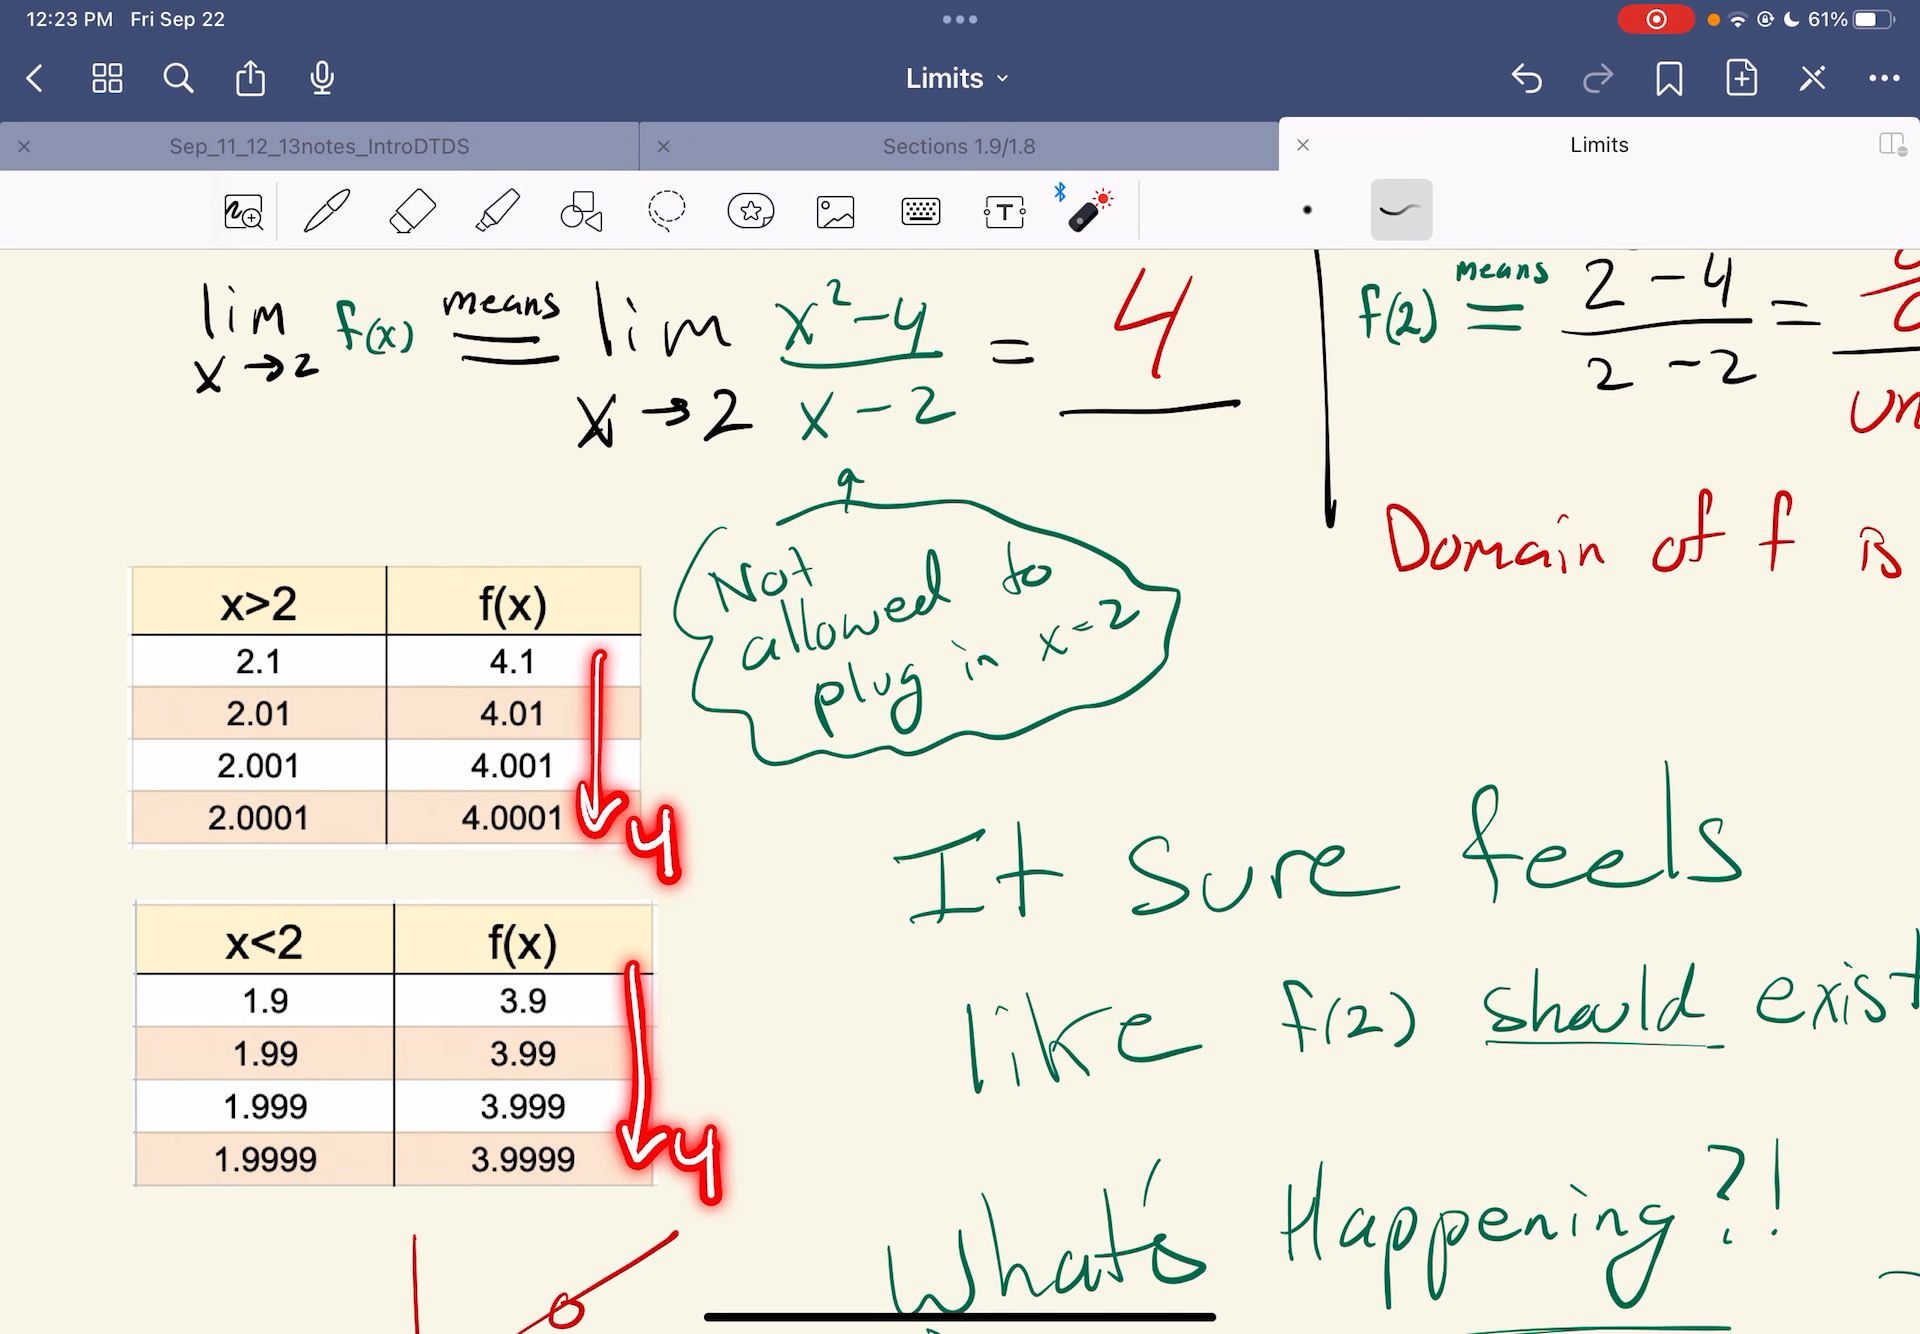 12:23 PM Fri Sep 22
61%
Limits
Sep_11_12_13notes_IntroDTDS
Sections 1.9/1.8
Limits
lim x→2 f(x) means = lim x→2 x²-4 / x-2 = 4
f(2) means = 2-4 / 2-2 =
Not
allowed to
plug in x=2
Domain of f is
x>2 f(x)
2.1 4.1
2.01 4.01
2.001 4.001
2.0001 4.0001
4
x<2 f(x)
1.9 3.9
1.99 3.99
1.999 3.999
1.9999 3.9999
4
It sure feels
like f(2) should exist
What's Happening?!